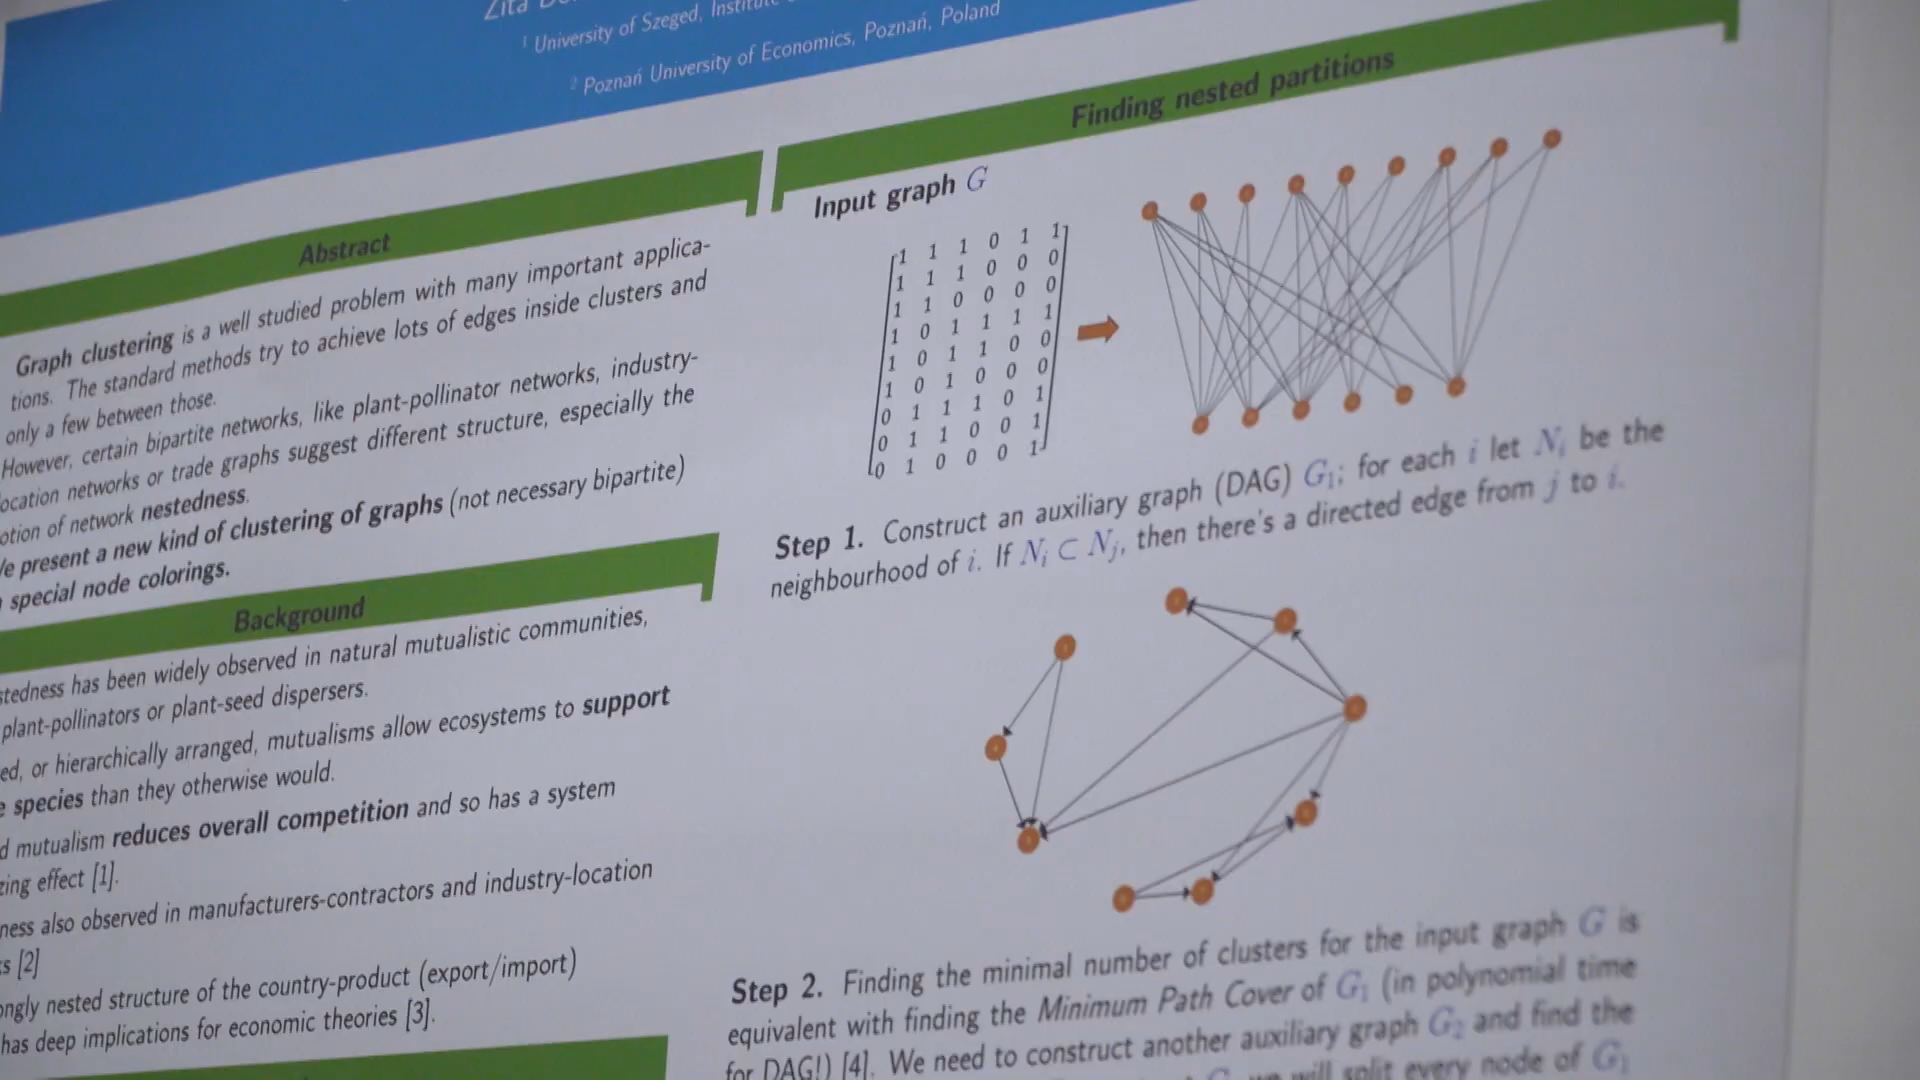 Zita
1 University of Szeged, Institute
2 Poznań University of Economics, Poznań, Poland
Abstract
Graph clustering is a well studied problem with many important applica-
tions. The standard methods try to achieve lots of edges inside clusters and
only a few between those.
However, certain bipartite networks, like plant-pollinator networks, industry-
location networks or trade graphs suggest different structure, especially the
otion of network nestedness.
e present a new kind of clustering of graphs (not necessary bipartite)
special node colorings.
Background
stedness has been widely observed in natural mutualistic communities,
plant-pollinators or plant-seed dispersers.
ed, or hierarchically arranged, mutualisms allow ecosystems to support
e species than they otherwise would.
d mutualism reduces overall competition and so has a system
zing effect [1].
ness also observed in manufacturers-contractors and industry-location
s [2]
ongly nested structure of the country-product (export/import)
has deep implications for economic theories [3].
Finding nested partitions
Input graph G
1 1 1 0 1 1
1 1 1 0 0 0
1 1 0 0 0 0
1 0 1 1 1 1
1 0 1 1 0 0
1 0 1 0 0 0
0 1 1 1 0 1
0 1 1 0 0 1
0 1 0 0 0 1
Step 1. Construct an auxiliary graph (DAG) G₁; for each i let Nᵢ be the
neighbourhood of i. If Nᵢ ⊂ Nⱼ, then there's a directed edge from j to i.
Step 2. Finding the minimal number of clusters for the input graph G is
equivalent with finding the Minimum Path Cover of G₁ (in polynomial time
for DAG!) [4]. We need to construct another auxiliary graph G₂ and find the
we will split every node of G₁